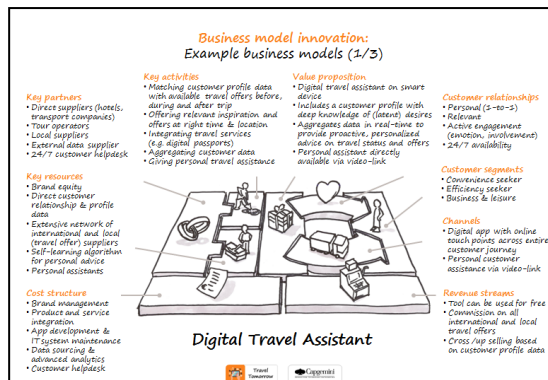 Business model innovation:
Example business models (1/3)
Key partners
• Direct suppliers (hotels,
transport companies)
• Tour operators
• Local suppliers
• External data supplier
• 24/7 customer helpdesk
Key activities
• Matching customer profile data
with available travel offers before,
during and after trip
• Offering relevant inspiration and
offers at right time & location
• Integrating travel services
(e.g. digital passports)
• Aggregating customer data
• Giving personal travel assistance
Value proposition
• Digital travel assistant on smart
device
• Includes a customer profile with
deep knowledge of (latent) desires
• Aggregates data in real-time to
provide proactive, personalized
advice on travel status and offers
• Personal assistant directly
available via video-link
Customer relationships
• Personal (1-to-1)
• Relevant
• Active engagement
(emotion, involvement)
• 24/7 availability
Key resources
• Brand equity
• Direct customer
relationship & profile
data
• Extensive network of
international and local
(travel offer) suppliers
• Self-learning algorithm
for personal advice
• Personal assistants
Customer segments
• Convenience seeker
• Efficiency seeker
• Business & leisure
Channels
• Digital app with online
touch points across entire
customer journey
• Personal customer
assistance via video-link
Cost structure
• Brand management
• Product and service
integration
• App development &
IT system maintenance
• Data sourcing &
advanced analytics
• Customer helpdesk
Revenue streams
• Tool can be used for free
• Commission on all
international and local
travel offers
• Cross /up selling based
on customer profile data
Digital Travel Assistant
Travel
Tomorrow
Capgemini